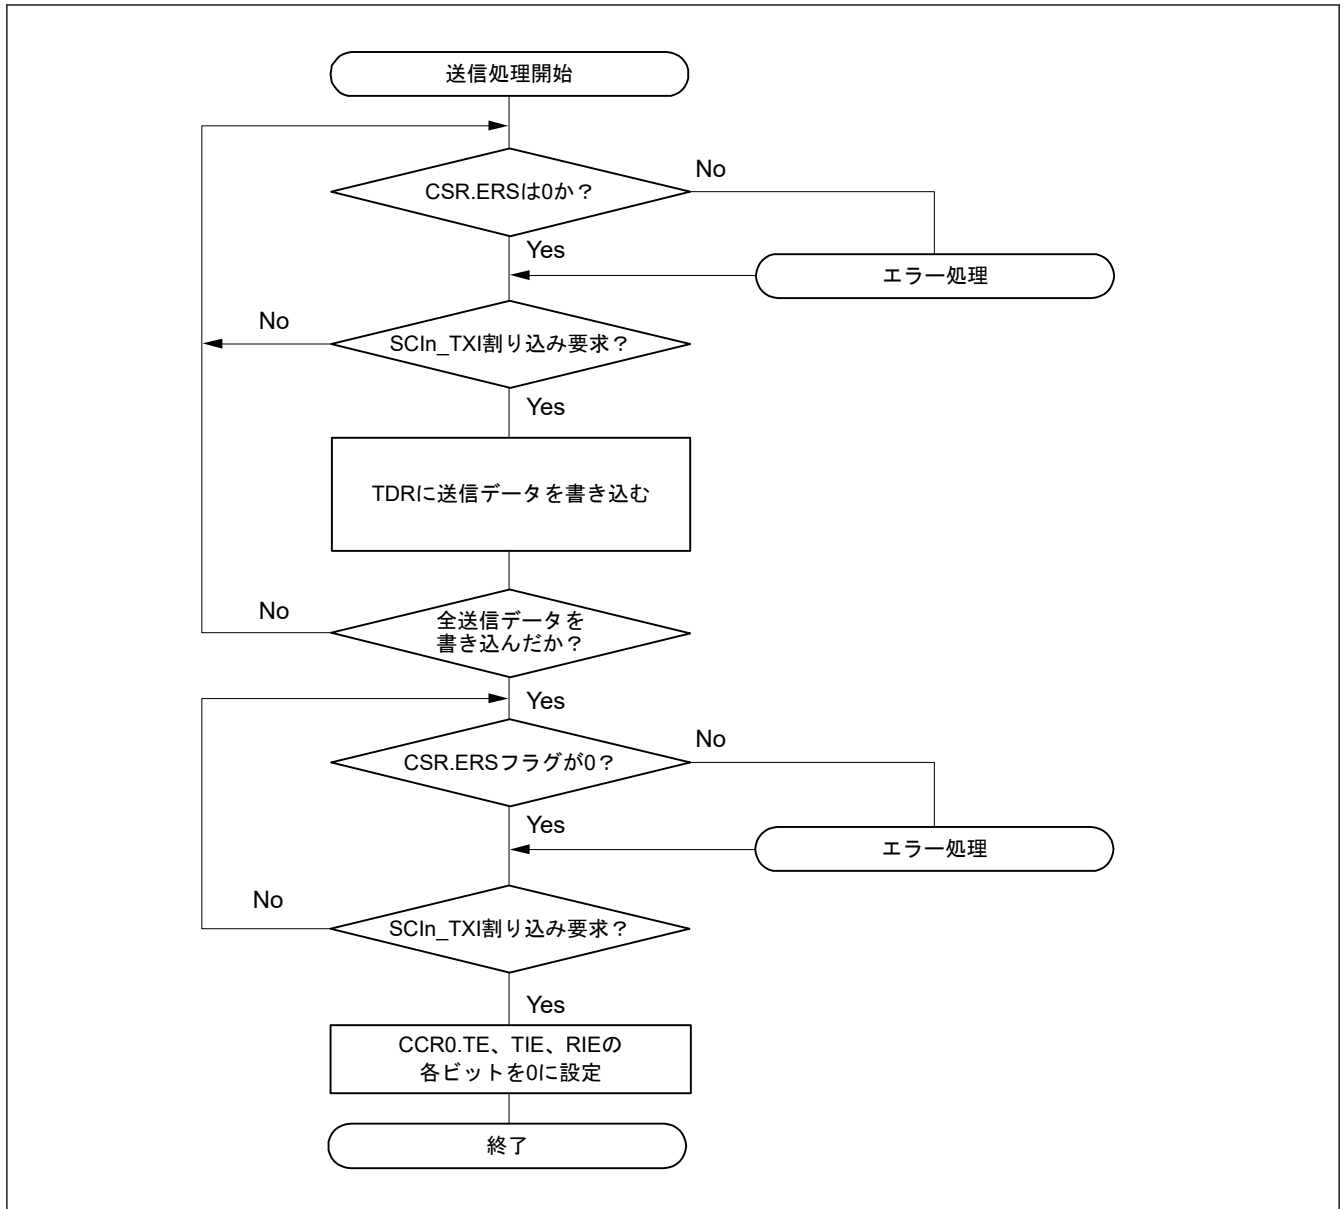 送信処理開始
CSR.ERSは0か？
No
Yes
エラー処理
No
SCIn_TXI割り込み要求？
Yes
TDRに送信データを書き込む
No
全送信データを
書き込んだか？
Yes
No
CSR.ERSフラグが0？
Yes
エラー処理
No
SCIn_TXI割り込み要求？
Yes
CCR0.TE、TIE、RIEの
各ビットを0に設定
終了